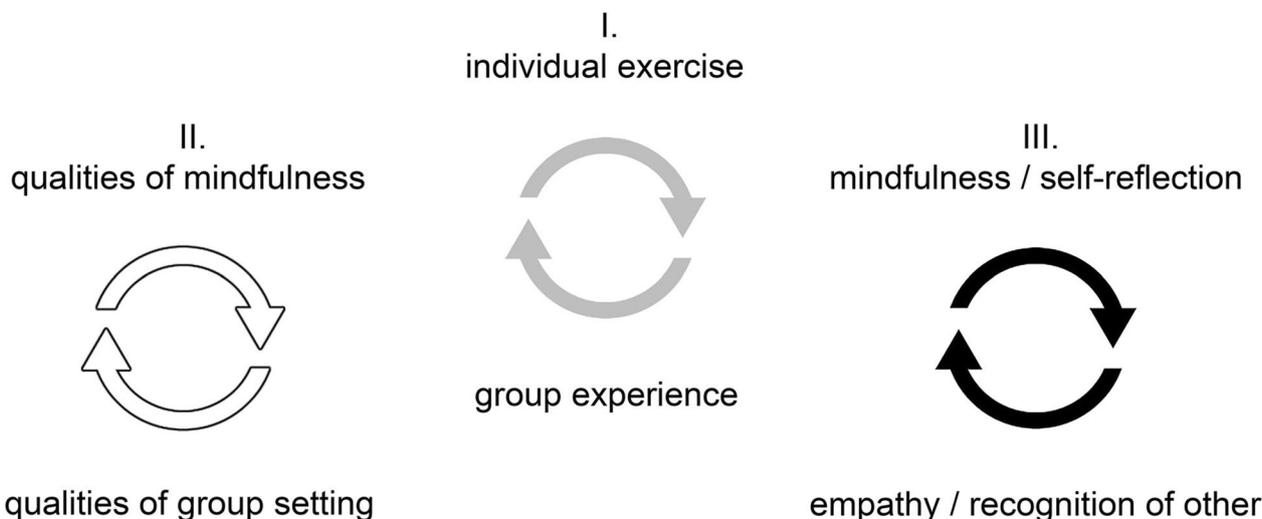 I.
individual exercise
II.
qualities of mindfulness
III.
mindfulness / self-reflection
group experience
qualities of group setting
empathy / recognition of other